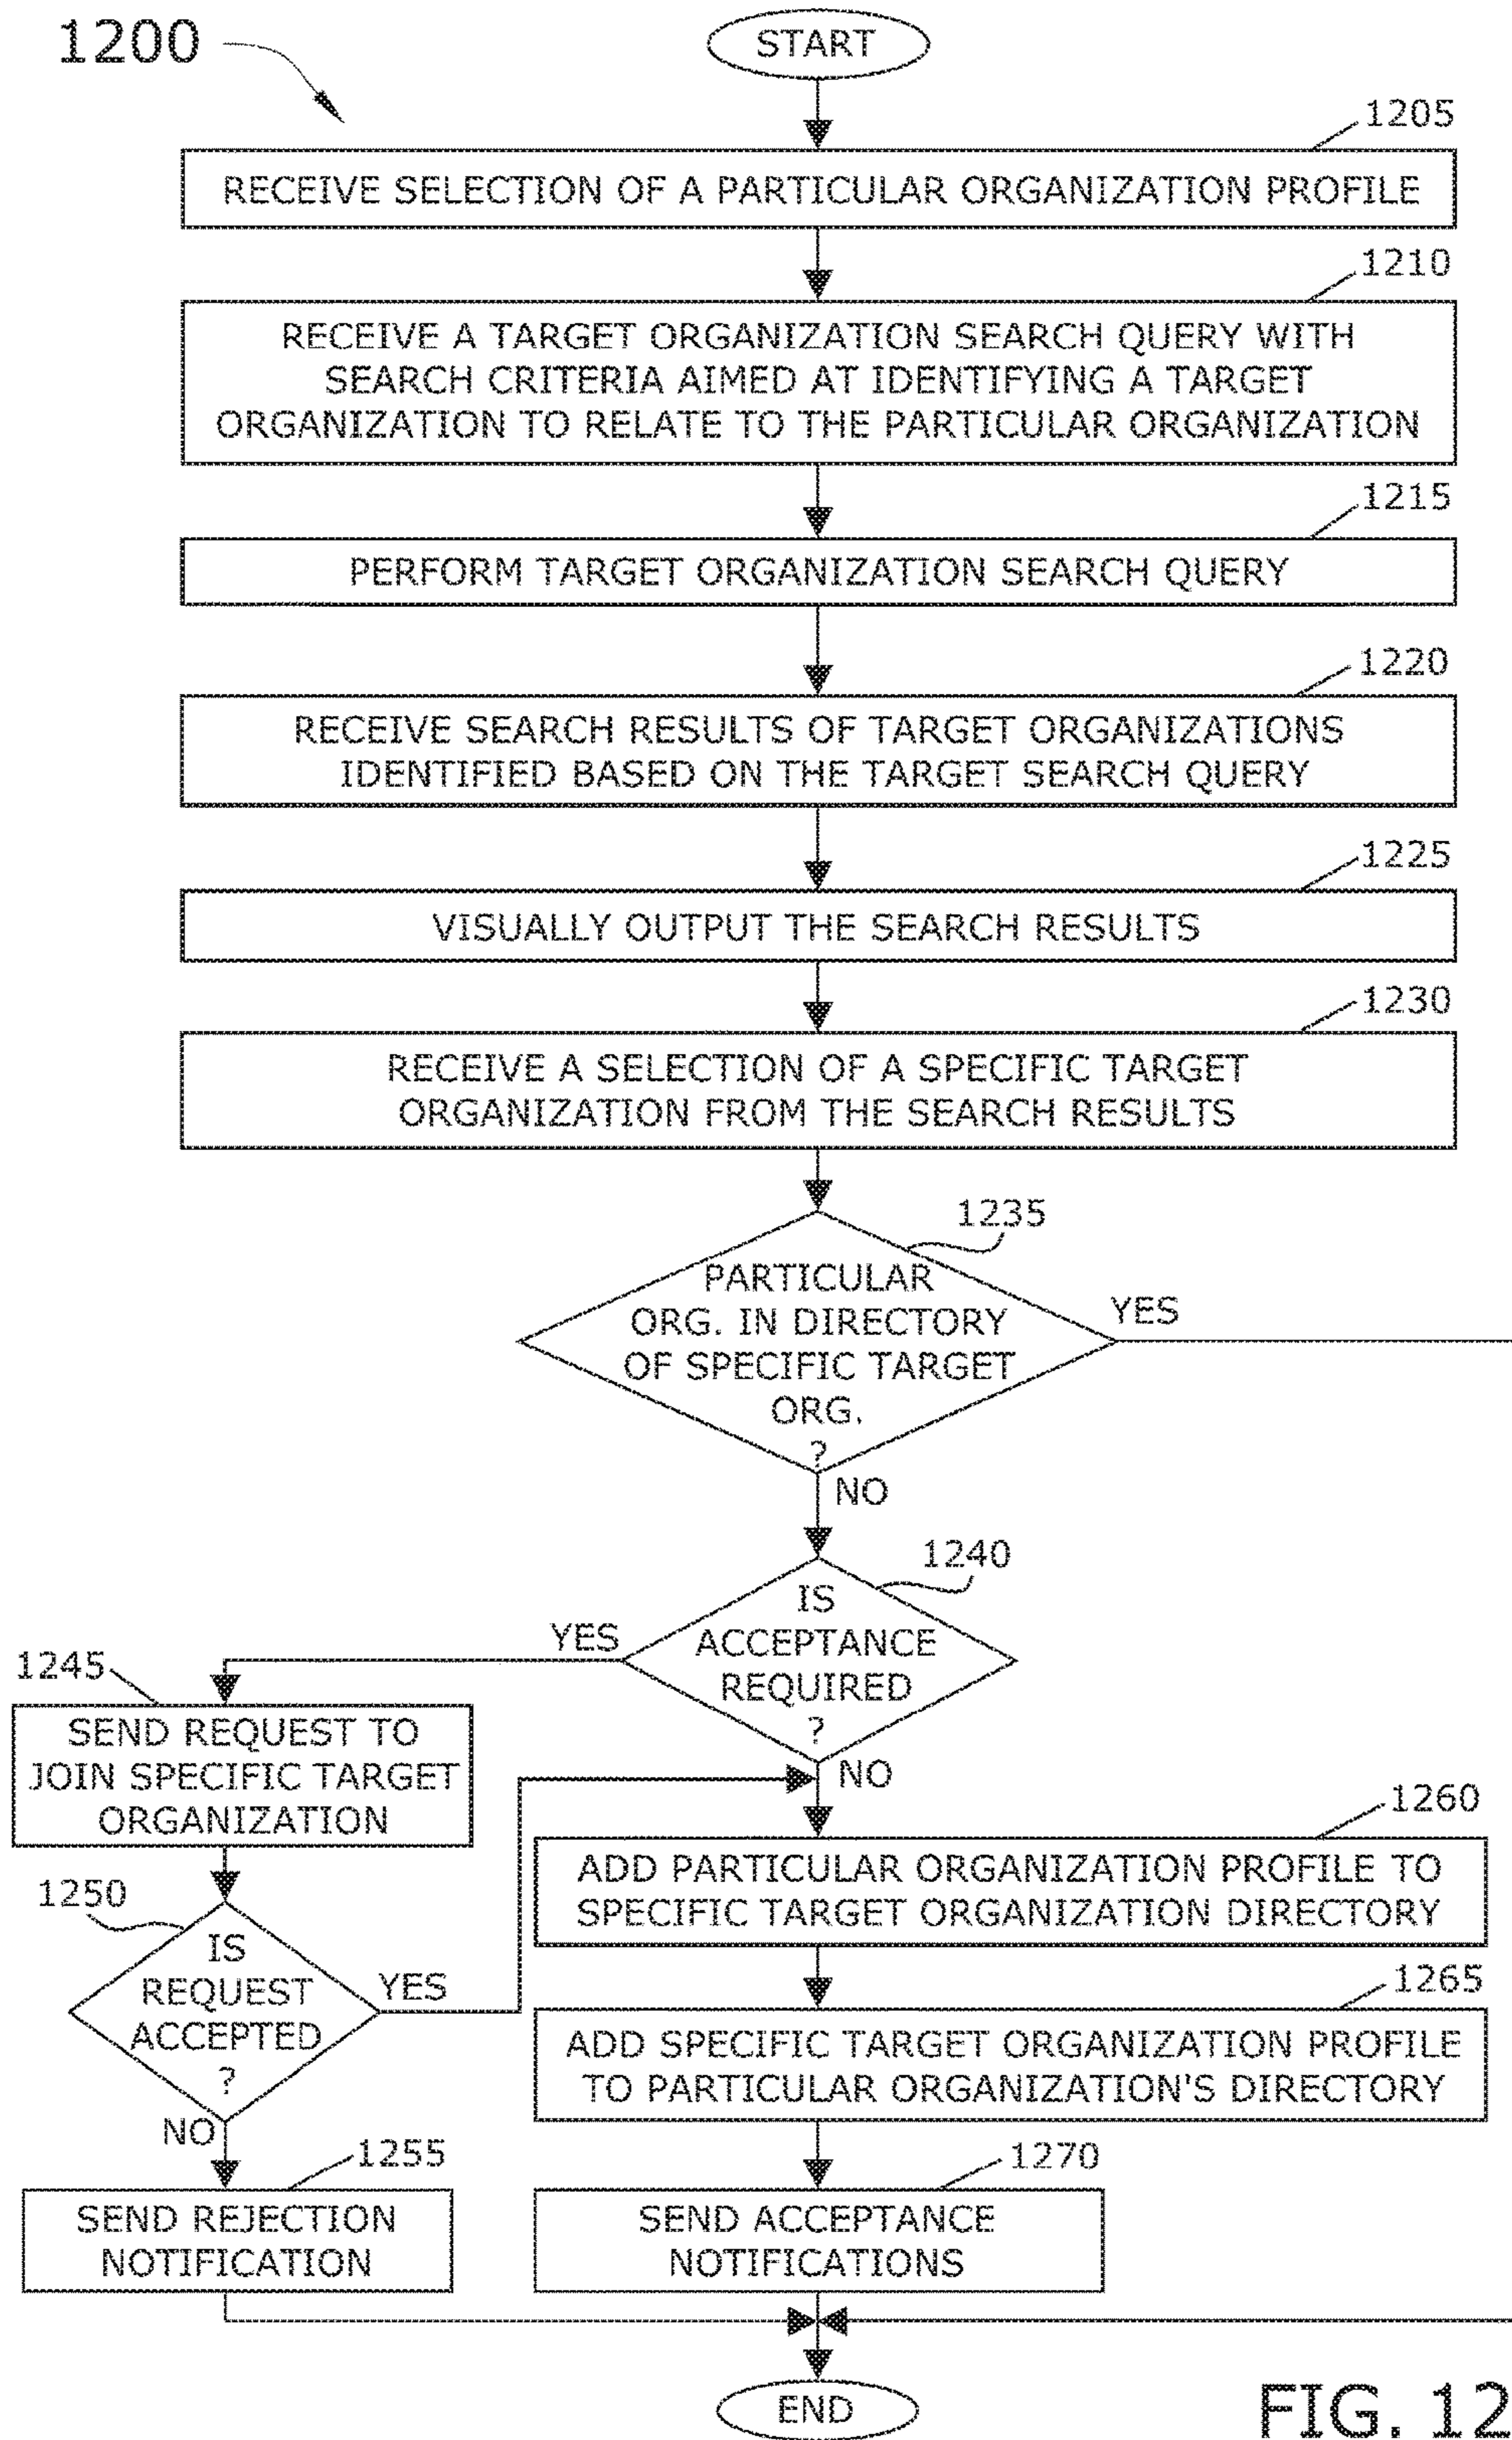 1200
START
1205
RECEIVE SELECTION OF A PARTICULAR ORGANIZATION PROFILE
1210
RECEIVE A TARGET ORGANIZATION SEARCH QUERY WITH
SEARCH CRITERIA AIMED AT IDENTIFYING A TARGET
ORGANIZATION TO RELATE TO THE PARTICULAR ORGANIZATION
1215
PERFORM TARGET ORGANIZATION SEARCH QUERY
1220
RECEIVE SEARCH RESULTS OF TARGET ORGANIZATIONS
IDENTIFIED BASED ON THE TARGET SEARCH QUERY
1225
VISUALLY OUTPUT THE SEARCH RESULTS
1230
RECEIVE A SELECTION OF A SPECIFIC TARGET
ORGANIZATION FROM THE SEARCH RESULTS
1235
PARTICULAR
ORG. IN DIRECTORY
OF SPECIFIC TARGET
ORG.
?
YES
NO
1240
IS
ACCEPTANCE
REQUIRED
?
YES
NO
1245
SEND REQUEST TO
JOIN SPECIFIC TARGET
ORGANIZATION
1250
IS
REQUEST
ACCEPTED
?
YES
NO
1255
SEND REJECTION
NOTIFICATION
1260
ADD PARTICULAR ORGANIZATION PROFILE TO
SPECIFIC TARGET ORGANIZATION DIRECTORY
1265
ADD SPECIFIC TARGET ORGANIZATION PROFILE
TO PARTICULAR ORGANIZATION'S DIRECTORY
1270
SEND ACCEPTANCE
NOTIFICATIONS
END
FIG. 12